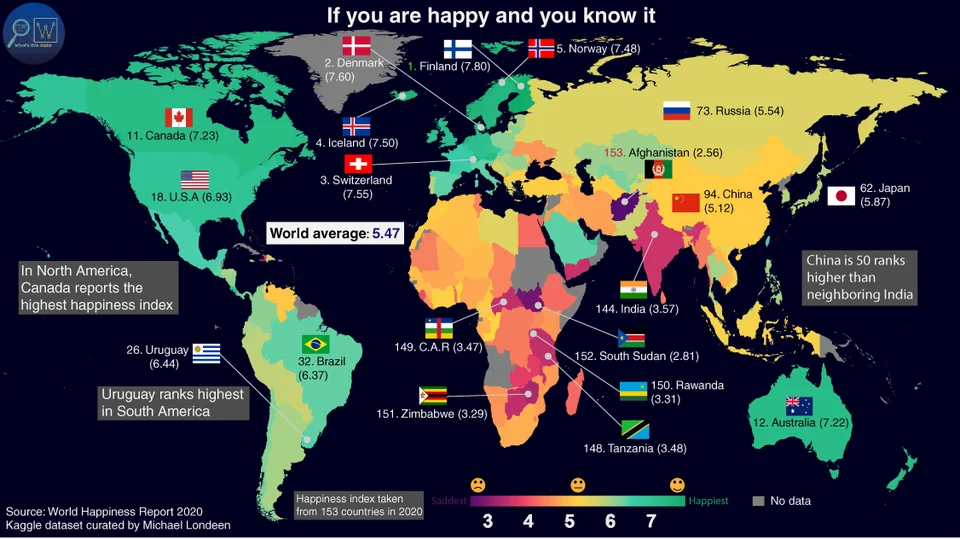 If you are happy and you know it
What's this data
2. Denmark
(7.60)
1. Finland (7.80)
5. Norway (7.48)
11. Canada (7.23)
4. Iceland (7.50)
73. Russia (5.54)
153. Afghanistan (2.56)
3. Switzerland
(7.55)
18. U.S.A (6.93)
94. China
(5.12)
62. Japan
(5.87)
World average: 5.47
In North America,
Canada reports the
highest happiness index
China is 50 ranks
higher than
neighboring India
144. India (3.57)
149. C.A.R (3.47)
152. South Sudan (2.81)
26. Uruguay
(6.44)
32. Brazil
(6.37)
150. Rawanda
(3.31)
Uruguay ranks highest
in South America
151. Zimbabwe (3.29)
12. Australia (7.22)
148. Tanzania (3.48)
Happiness index taken
from 153 countries in 2020
Saddest
Happiest
No data
3 4 5 6 7
Source: World Happiness Report 2020
Kaggle dataset curated by Michael Londeen